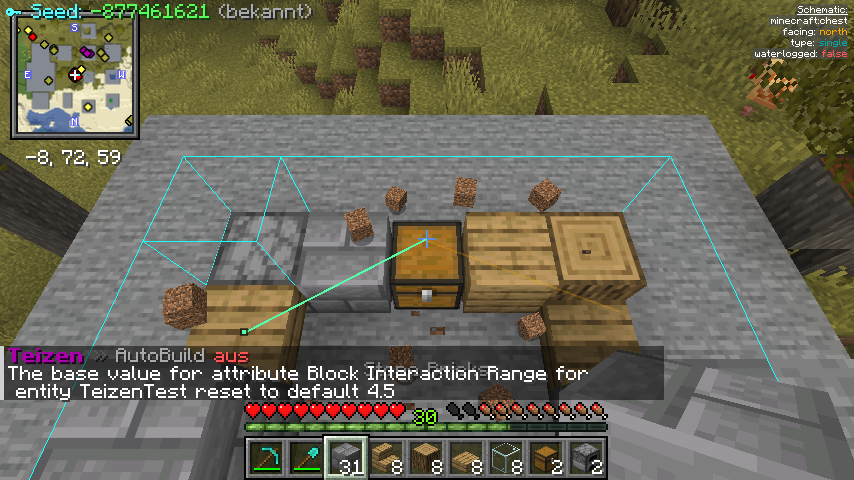 Seed: -877461621 (bekannt)
Schematic:
minecraft:chest
facing: north
type: single
waterlogged: false
S
E
W
N
-8, 72, 59
Teizen » AutoBuild aus
The base value for attribute Block Interaction Range for
entity TeizenTest reset to default 4.5
30
31
8
8
8
8
2
2